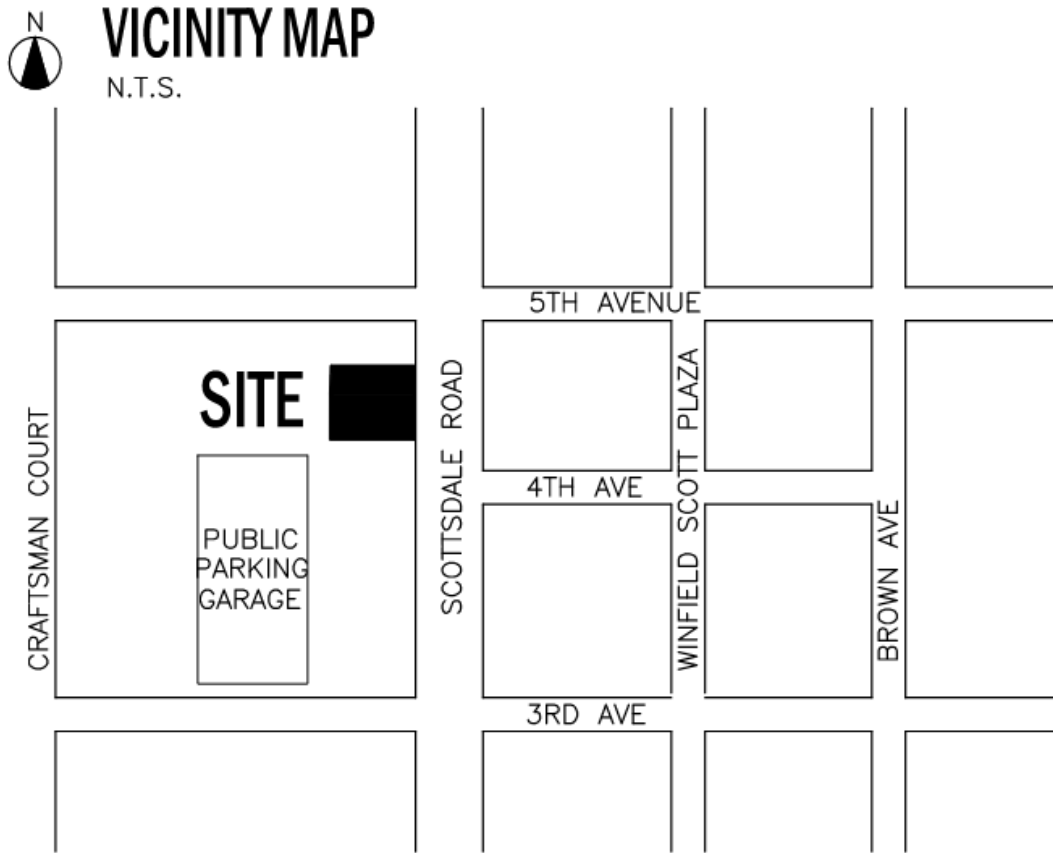 N
VICINITY MAP
N.T.S.
5TH AVENUE
SITE
SCOTTSDALE ROAD
WINFIELD SCOTT PLAZA
CRAFTSMAN COURT
4TH AVE
BROWN AVE
PUBLIC
PARKING
GARAGE
3RD AVE